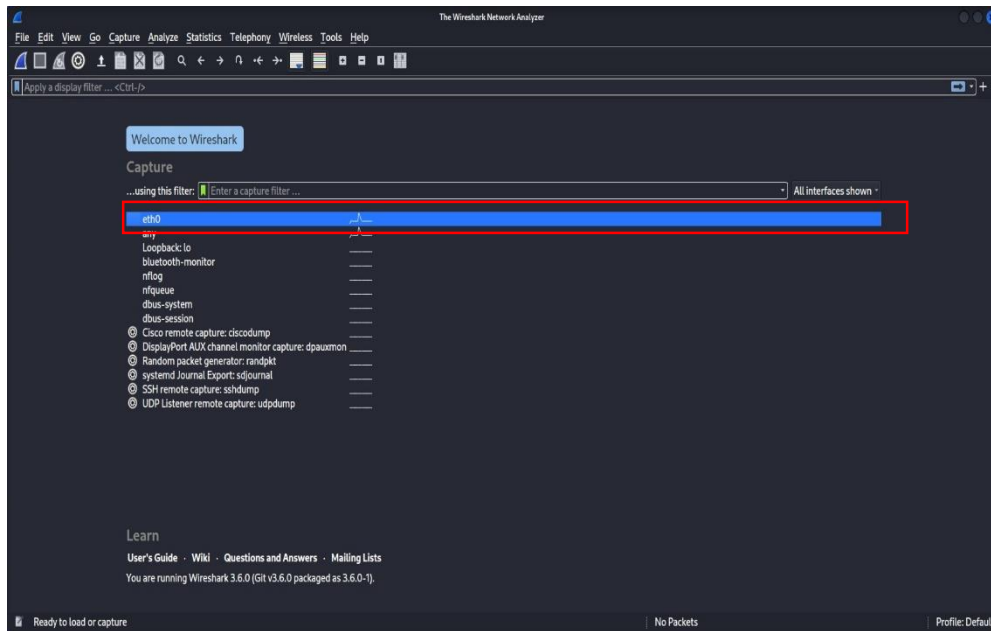 The Wireshark Network Analyzer
File Edit View Go Capture Analyze Statistics Telephony Wireless Tools Help
Apply a display filter ... <Ctrl-/>
Welcome to Wireshark
Capture
...using this filter: Enter a capture filter ... All interfaces shown
eth0
any
Loopback: lo
bluetooth-monitor
nflog
nfqueue
dbus-system
dbus-session
Cisco remote capture: ciscodump
DisplayPort AUX channel monitor capture: dpauxmon
Random packet generator: randpkt
systemd Journal Export: sdjournal
SSH remote capture: sshdump
UDP Listener remote capture: udpdump
Learn
User's Guide · Wiki · Questions and Answers · Mailing Lists
You are running Wireshark 3.6.0 (Git v3.6.0 packaged as 3.6.0-1).
Ready to load or capture No Packets Profile: Defaul